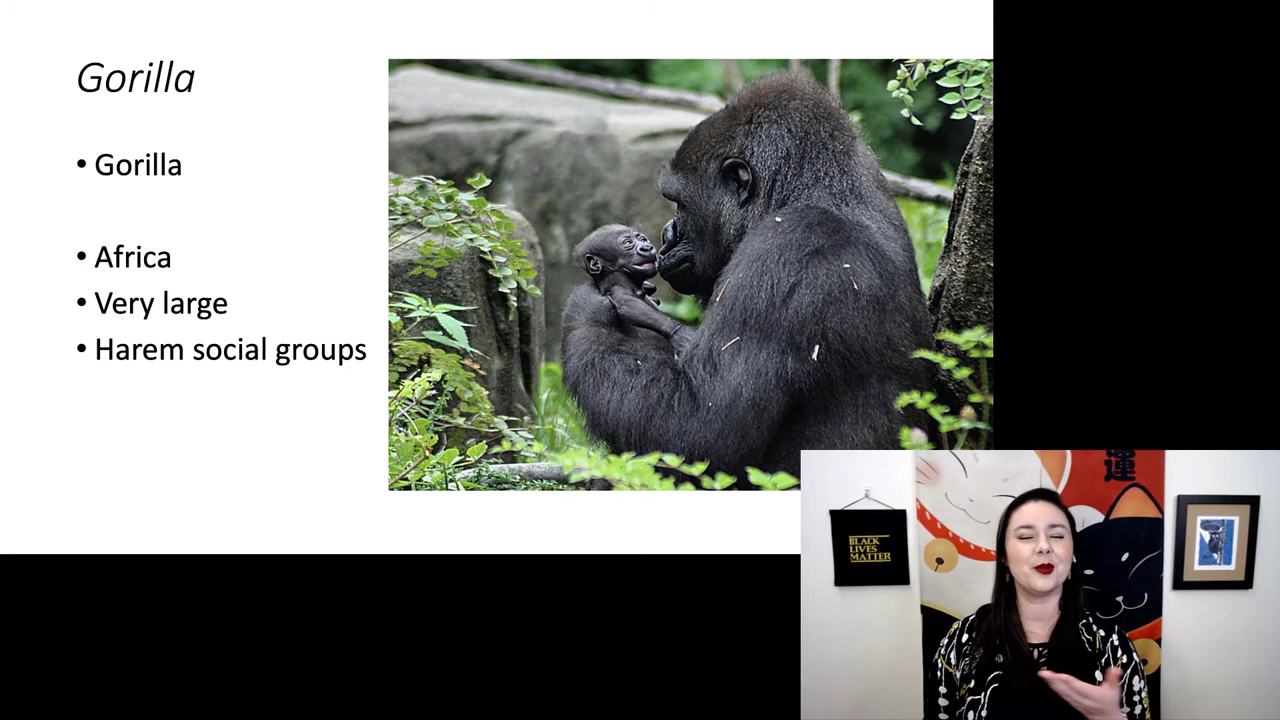 Gorilla
• Gorilla
• Africa
• Very large
• Harem social groups
BLACK
LIVES
MATTER
運